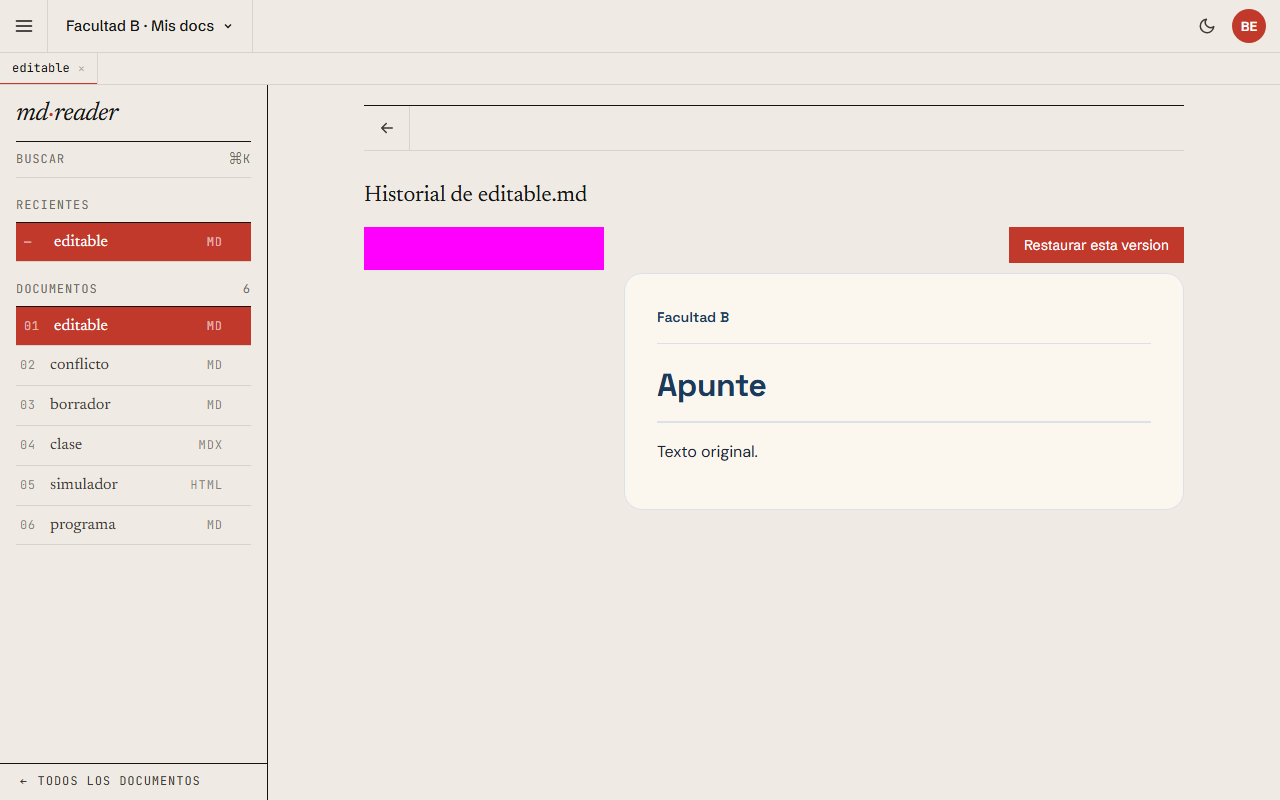 Facultad B · Mis docs
BE
editable ×
md·reader
BUSCAR ⌘K
RECIENTES
— editable MD
DOCUMENTOS 6
01 editable MD
02 conflicto MD
03 borrador MD
04 clase MDX
05 simulador HTML
06 programa MD
← TODOS LOS DOCUMENTOS
Historial de editable.md
Restaurar esta version
Facultad B
Apunte
Texto original.